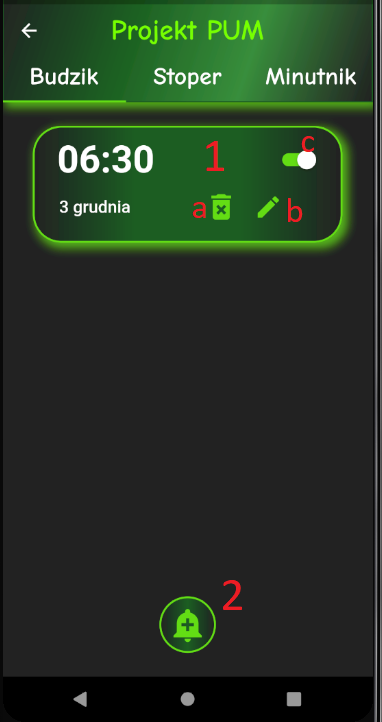 Projekt PUM
Budzik Stoper Minutnik
06:30 1 c
3 grudnia a b
2